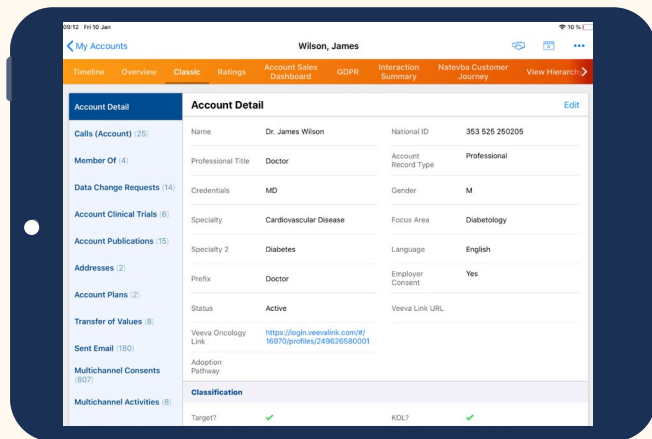 09:12 Fri 10 Jan
10%
My Accounts
Wilson, James
Timeline Overview Classic Ratings Account Sales Dashboard GDPR Interaction Summary Natevba Customer Journey View Hierarchy
Account Detail
Calls (Account) (25)
Member Of (4)
Data Change Requests (14)
Account Clinical Trials (6)
Account Publications (15)
Addresses (2)
Account Plans (2)
Transfer of Values (8)
Sent Email (180)
Multichannel Consents
(807)
Multichannel Activities (8)
Account Detail
Edit
Name Dr. James Wilson National ID 353 525 250205
Professional Title Doctor Account Record Type Professional
Credentials MD Gender M
Specialty Cardiovascular Disease Focus Area Diabetology
Specialty 2 Diabetes Language English
Prefix Doctor Employer Consent Yes
Status Active Veeva Link URL
Veeva Oncology Link https://login.veevalink.com/#/
16970/profiles/249626580001
Adoption
Pathway
Classification
Target? KOL?